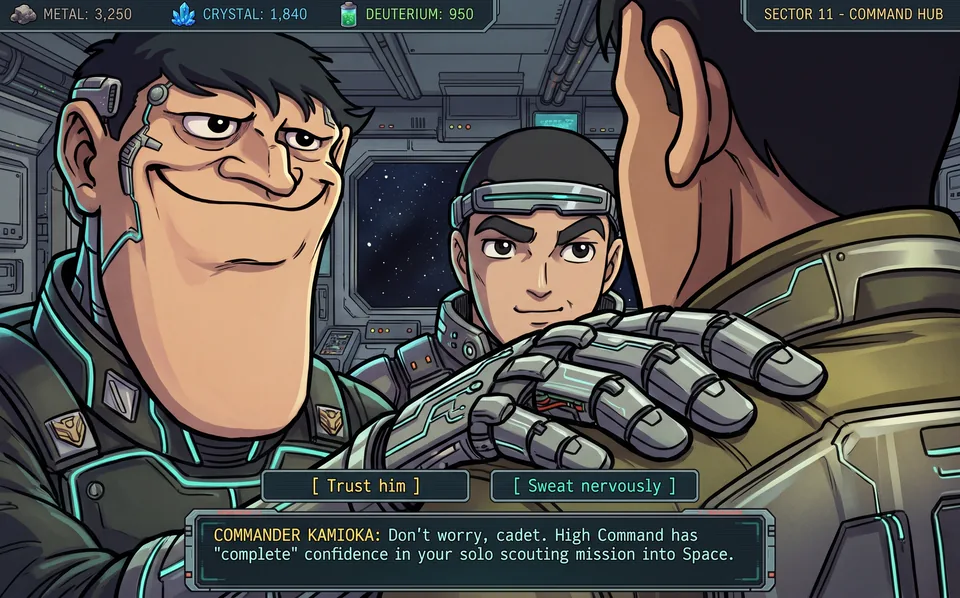 METAL: 3,250
CRYSTAL: 1,840
DEUTERIUM: 950
SECTOR 11 - COMMAND HUB
[ Trust him ]
[ Sweat nervously ]
COMMANDER KAMIOKA: Don't worry, cadet. High Command has
"complete" confidence in your solo scouting mission into Space.